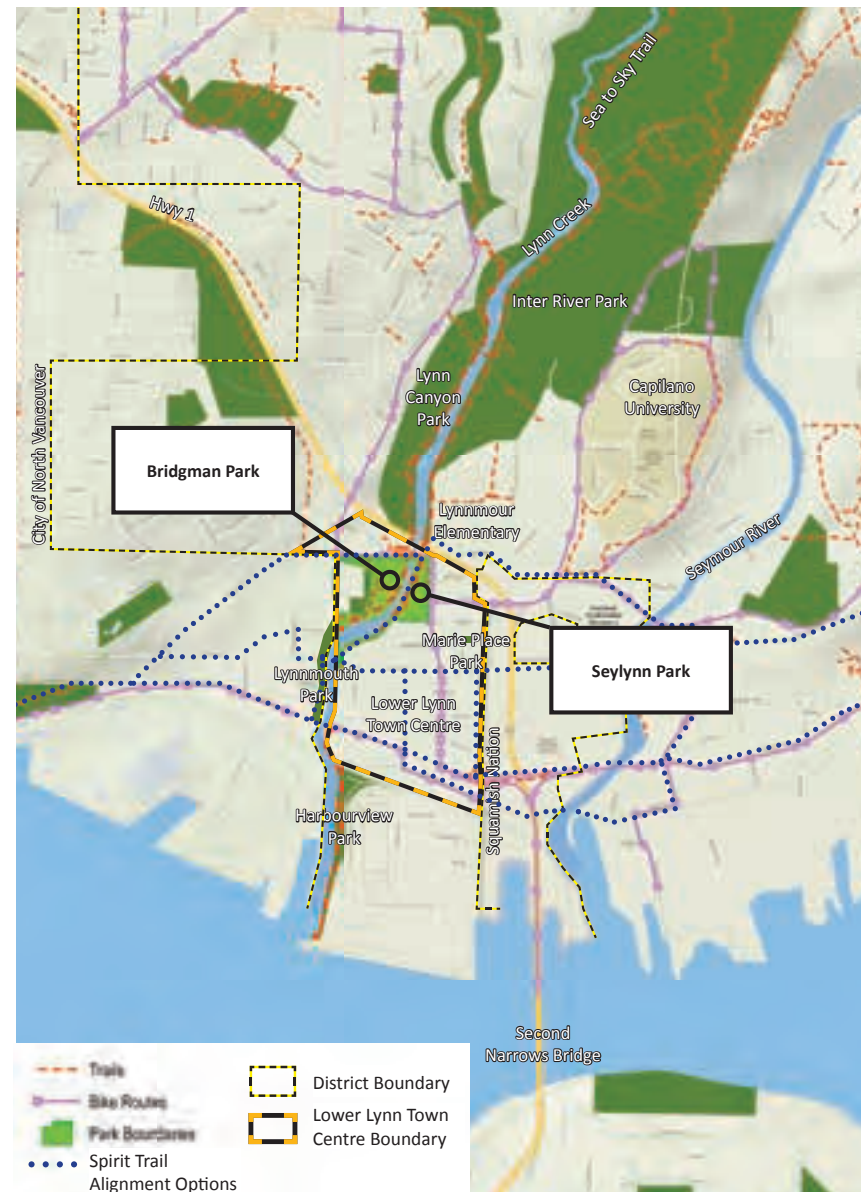 Sea to Sky Trail
Hwy 1
Lynn Creek
Inter River Park
City of North Vancouver
Lynn
Canyon
Park
Capilano
University
Bridgman Park
Lynnmour
Elementary
Seymour River
Marie Place
Park
Seylynn Park
Lynnmouth
Park
Lower Lynn
Town Centre
Squamish Nation
Harbourview
Park
Second
Narrows Bridge
Trails
Bike Routes
Park Boundaries
Spirit Trail
Alignment Options
District Boundary
Lower Lynn Town
Centre Boundary